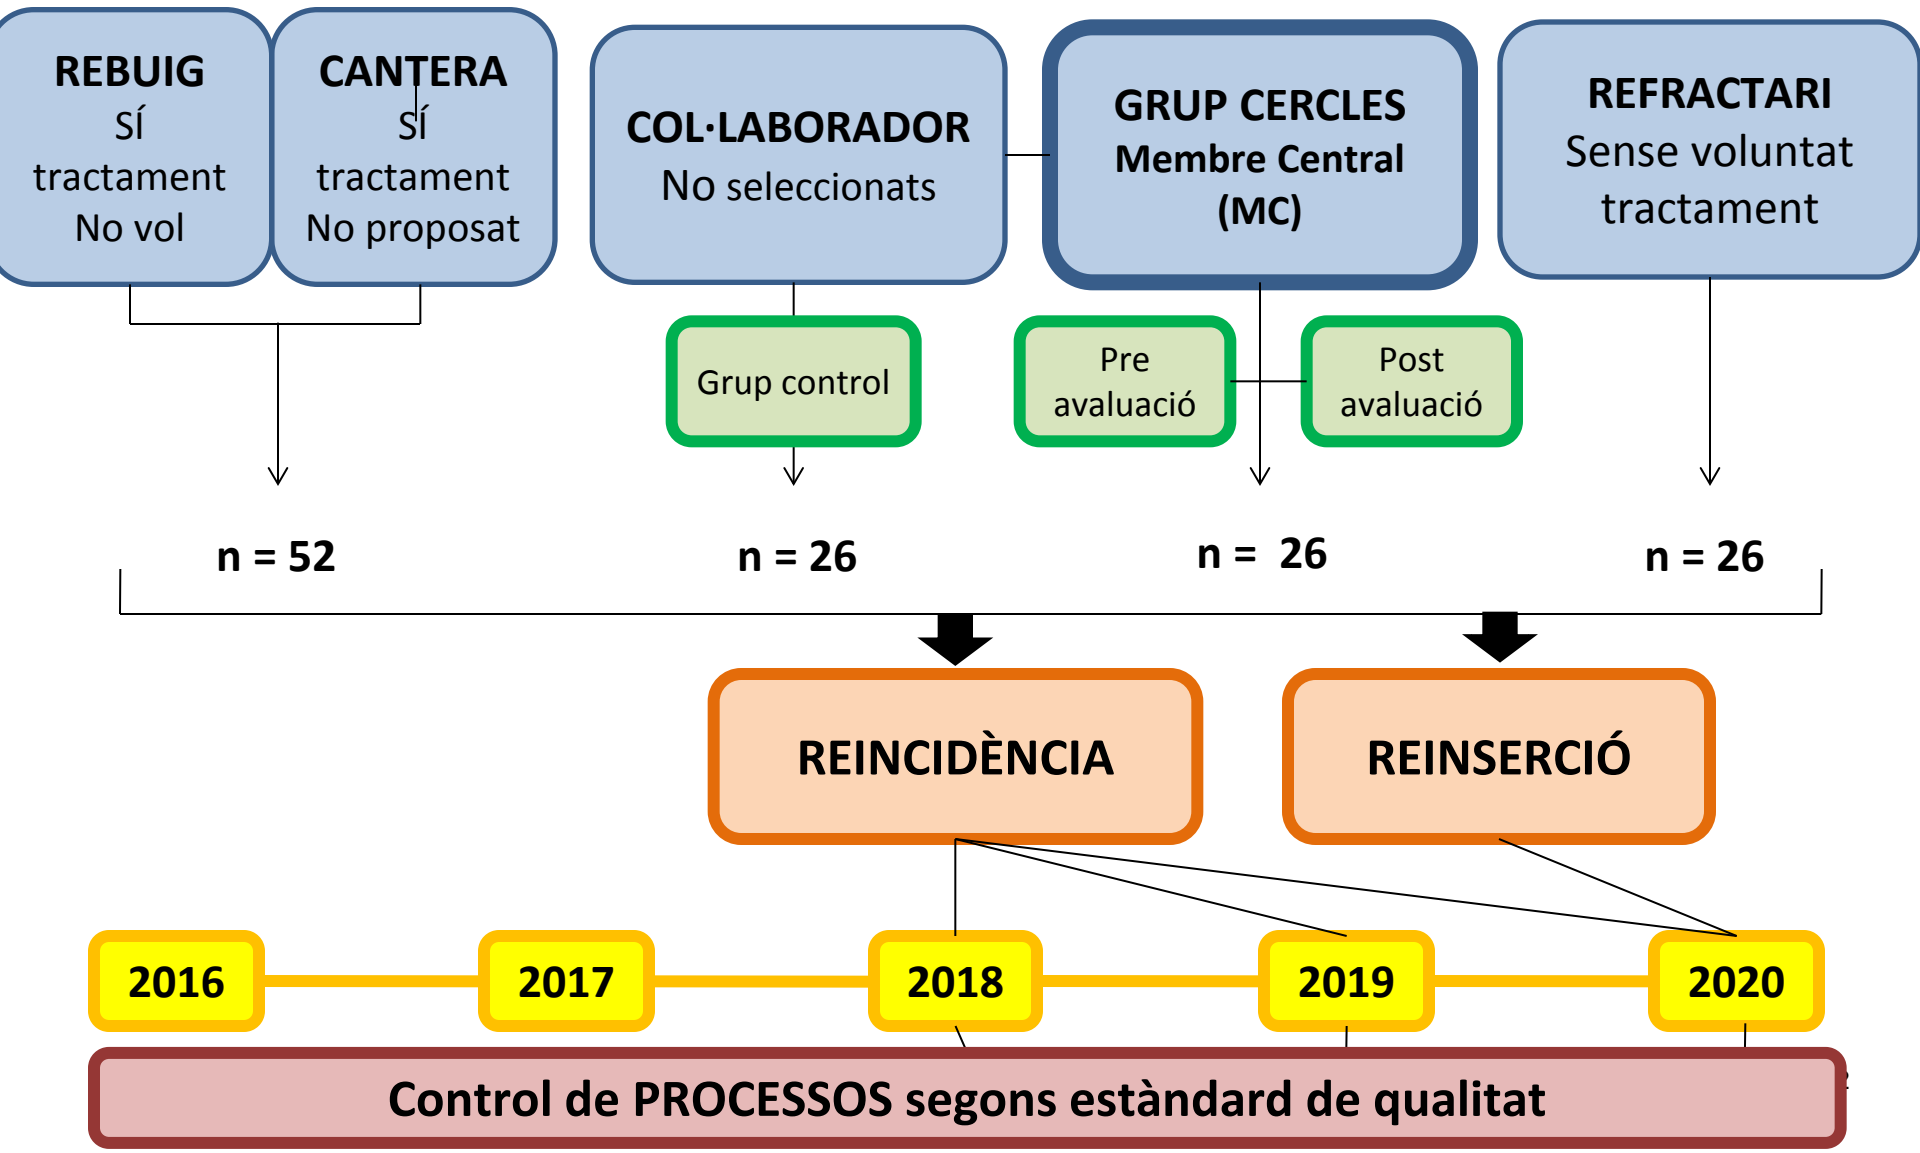 REBUIG
SÍ
tractament
No vol
CANTERA
SÍ
tractament
No proposat
COL·LABORADOR
No seleccionats
GRUP CERCLES
Membre Central
(MC)
REFRACTARI
Sense voluntat
tractament
Grup control
Pre
avaluació
Post
avaluació
n = 52
n = 26
n = 26
n = 26
REINCIDÈNCIA
REINSERCIÓ
2016
2017
2018
2019
2020
Control de PROCESSOS segons estàndard de qualitat